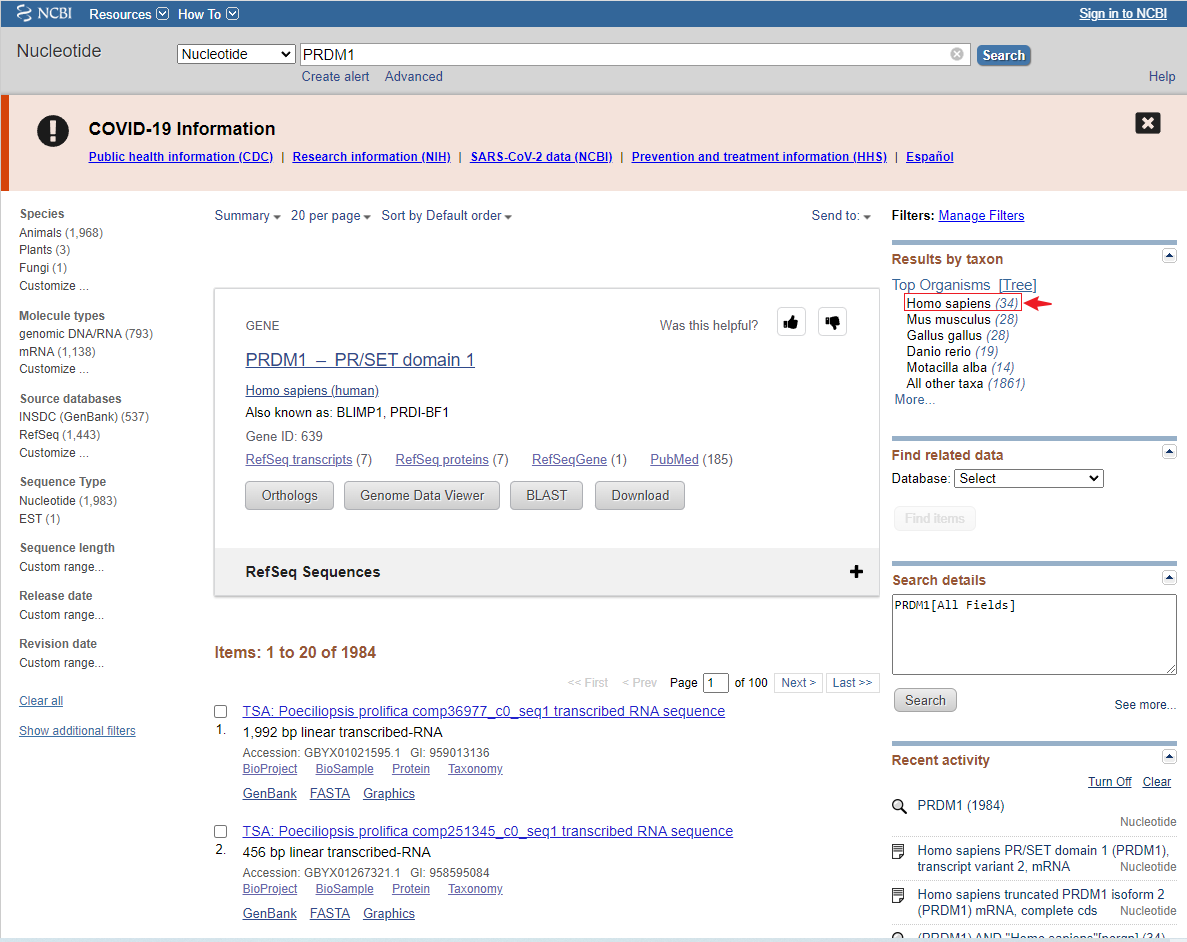 NCBI Resources How To Sign in to NCBI
Nucleotide Nucleotide PRDM1 Search
Create alert Advanced
Help
COVID-19 Information
Public health information (CDC) | Research information (NIH) | SARS-CoV-2 data (NCBI) | Prevention and treatment information (HHS) | Español
Species
Animals (1,968)
Plants (3)
Fungi (1)
Customize ...
Molecule types
genomic DNA/RNA (793)
mRNA (1,138)
Customize ...
Source databases
INSDC (GenBank) (537)
RefSeq (1,443)
Customize ...
Sequence Type
Nucleotide (1,983)
EST (1)
Sequence length
Custom range...
Release date
Custom range...
Revision date
Custom range...
Clear all
Show additional filters
Summary 20 per page Sort by Default order Send to:
GENE Was this helpful?
PRDM1 – PR/SET domain 1
Homo sapiens (human)
Also known as: BLIMP1, PRDI-BF1
Gene ID: 639
RefSeq transcripts (7) RefSeq proteins (7) RefSeqGene (1) PubMed (185)
Orthologs Genome Data Viewer BLAST Download
RefSeq Sequences
Items: 1 to 20 of 1984
<< First < Prev Page 1 of 100 Next > Last >>
TSA: Poeciliopsis prolifica comp36977_c0_seq1 transcribed RNA sequence
1. 1,992 bp linear transcribed-RNA
Accession: GBYX01021595.1 GI: 959013136
BioProject BioSample Protein Taxonomy
GenBank FASTA Graphics
TSA: Poeciliopsis prolifica comp251345_c0_seq1 transcribed RNA sequence
2. 456 bp linear transcribed-RNA
Accession: GBYX01267321.1 GI: 958595084
BioProject BioSample Protein Taxonomy
GenBank FASTA Graphics
Filters: Manage Filters
Results by taxon
Top Organisms [Tree]
Homo sapiens (34)
Mus musculus (28)
Gallus gallus (28)
Danio rerio (19)
Motacilla alba (14)
All other taxa (1861)
More...
Find related data
Database: Select
Find items
Search details
PRDM1[All Fields]
Search
See more...
Recent activity
Turn Off Clear
PRDM1 (1984)
Nucleotide
Homo sapiens PR/SET domain 1 (PRDM1),
transcript variant 2, mRNA Nucleotide
Homo sapiens truncated PRDM1 isoform 2
(PRDM1) mRNA, complete cds Nucleotide
(PRDM1) AND "Homo sapiens"[porgn] (34)